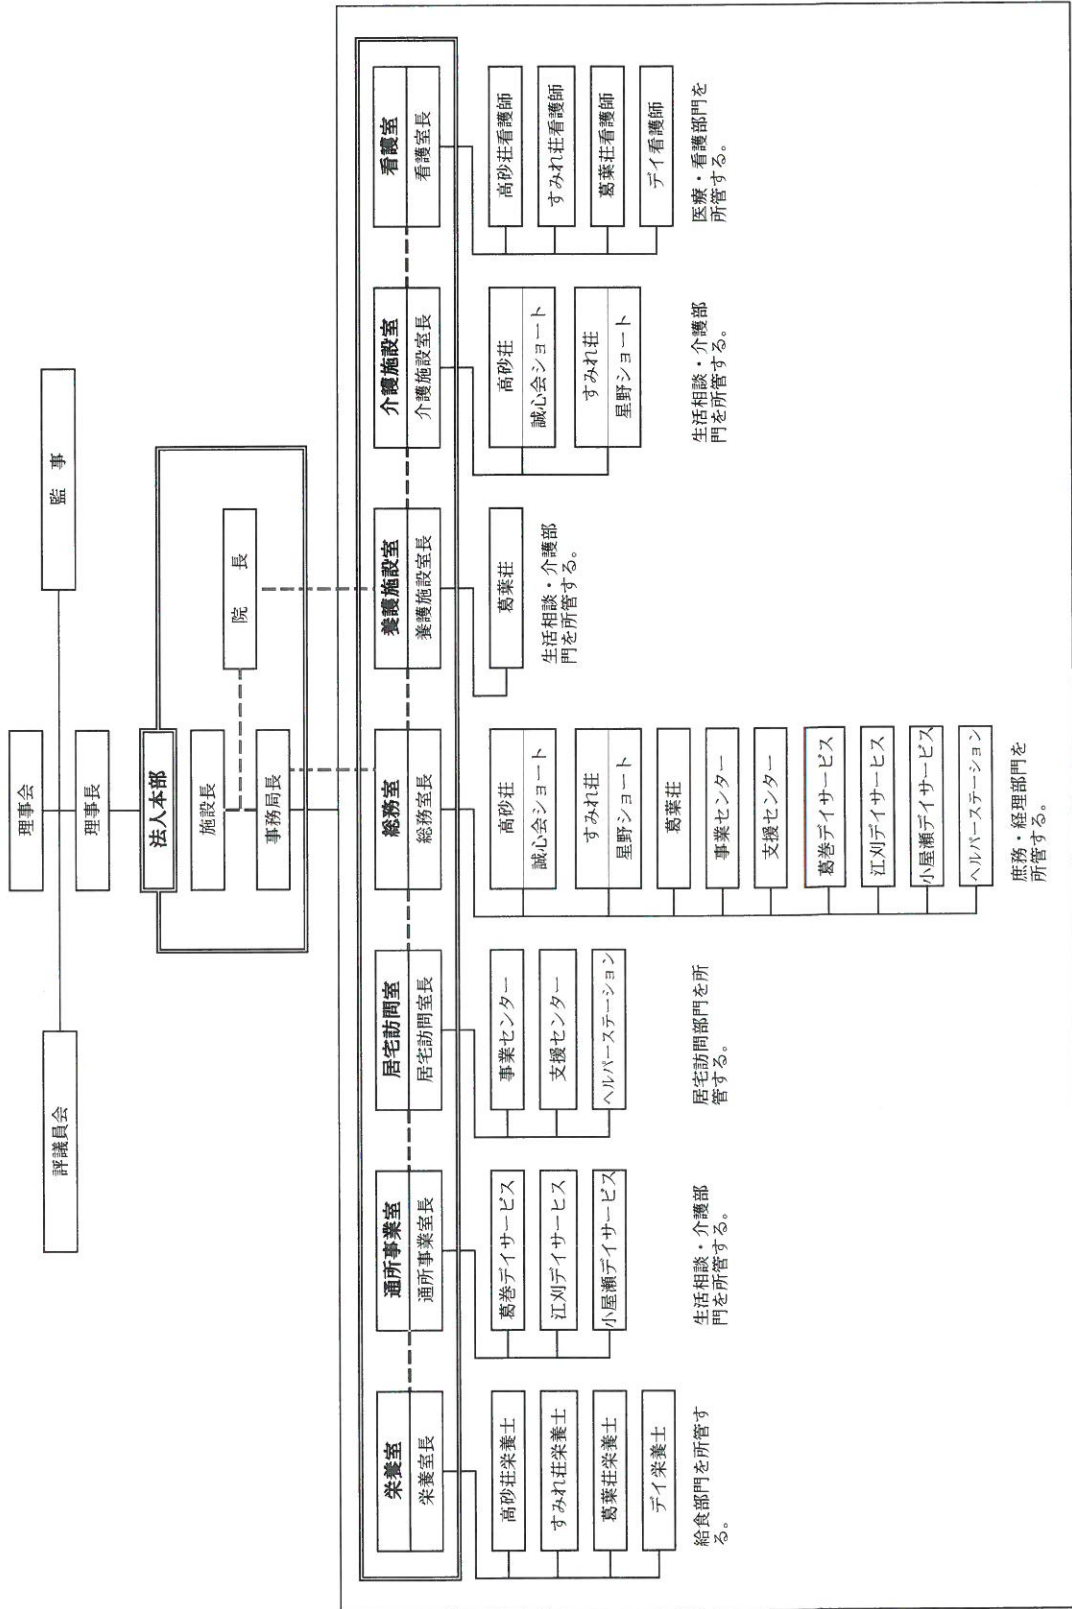 理事会
評議員会
監　事
理事長
法人本部
施設長
院　長
事務局長
栄養室
栄養室長
高砂荘栄養士
すみれ荘栄養士
葛葉荘栄養士
デイ栄養士
給食部門を所管す
る。
通所事業室
通所事業室長
葛巻デイサービス
江刈デイサービス
小屋瀬デイサービス
生活相談・介護部
門を所管する。
居宅訪問室
居宅訪問室長
事業センター
支援センター
ヘルパーステーション
居宅訪問部門を所
管する。
総務室
総務室長
高砂荘
誠心会ショート
すみれ荘
星野ショート
葛葉荘
事業センター
支援センター
葛巻デイサービス
江刈デイサービス
小屋瀬デイサービス
ヘルパーステーション
庶務・経理部門を
所管する。
養護施設室
養護施設室長
葛葉荘
生活相談・介護部
門を所管する。
介護施設室
介護施設室長
高砂荘
誠心会ショート
すみれ荘
星野ショート
生活相談・介護部
門を所管する。
看護室
看護室長
高砂荘看護師
すみれ荘看護師
葛葉荘看護師
デイ看護師
医療・看護部門を
所管する。